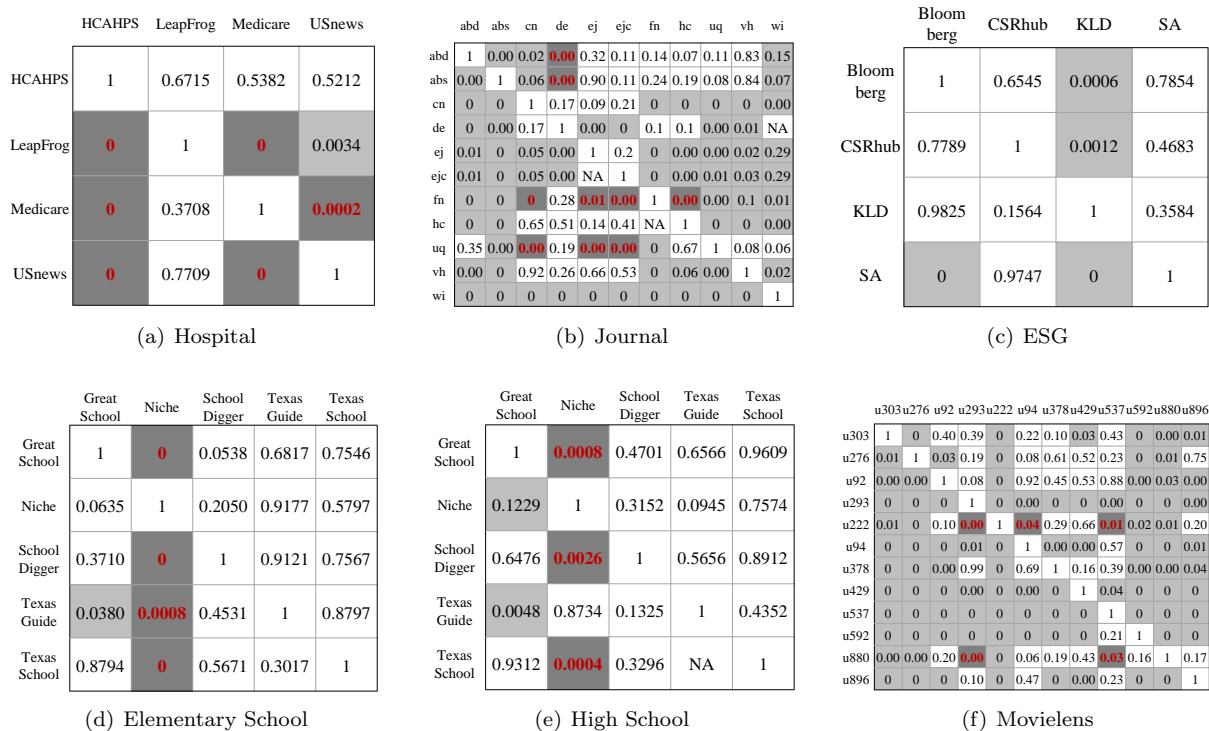 HCAHPS LeapFrog Medicare USnews
HCAHPS 1 0.6715 0.5382 0.5212
LeapFrog 0 1 0 0.0034
Medicare 0 0.3708 1 0.0002
USnews 0 0.7709 0 1
(a) Hospital
abd abs cn de ej ejc fn hc uq vh wi
abd 1 0.00 0.02 0.00 0.32 0.11 0.14 0.07 0.11 0.83 0.15
abs 0.00 1 0.06 0.00 0.90 0.11 0.24 0.19 0.08 0.84 0.07
cn 0 0 1 0.17 0.09 0.21 0 0 0 0 0.00
de 0 0 0.17 1 0.00 0 0.1 0.1 0.00 0.01 NA
ej 0.01 0 0.05 0.00 1 0.2 0 0.00 0.00 0.02 0.29
ejc 0.01 0 0.05 0.00 NA 1 0 0.00 0.01 0.03 0.29
fn 0 0 0 0.28 0.01 0.00 1 0.00 0.00 0.1 0.01
hc 0 0 0.65 0.51 0.14 0.41 NA 1 0 0 0.00
uq 0.35 0.00 0.00 0.19 0.00 0.00 0 0.67 1 0.08 0.06
vh 0.00 0 0.92 0.26 0.66 0.53 0 0.06 0.00 1 0.02
wi 0 0 0 0 0 0 0 0 0 0 1
(b) Journal
Bloom
berg CSRhub KLD SA
Bloom
berg 1 0.6545 0.0006 0.7854
CSRhub 0.7789 1 0.0012 0.4683
KLD 0.9825 0.1564 1 0.3584
SA 0 0.9747 0 1
(c) ESG
Great
School Niche School
Digger Texas
Guide Texas
School
Great
School 1 0 0.0538 0.6817 0.7546
Niche 0.0635 1 0.2050 0.9177 0.5797
School
Digger 0.3710 0 1 0.9121 0.7567
Texas
Guide 0.0380 0.0008 0.4531 1 0.8797
Texas
School 0.8794 0 0.5671 0.3017 1
(d) Elementary School
Great
School Niche School
Digger Texas
Guide Texas
School
Great
School 1 0.0008 0.4701 0.6566 0.9609
Niche 0.1229 1 0.3152 0.0945 0.7574
School
Digger 0.6476 0.0026 1 0.5656 0.8912
Texas
Guide 0.0048 0.8734 0.1325 1 0.4352
Texas
School 0.9312 0.0004 0.3296 NA 1
(e) High School
u303 u276 u92 u293 u222 u94 u378 u429 u537 u592 u880 u896
u303 1 0 0.40 0.39 0 0.22 0.10 0.03 0.43 0 0.00 0.01
u276 0.01 1 0.03 0.19 0 0.08 0.61 0.52 0.23 0 0.01 0.75
u92 0.00 0.00 1 0.08 0 0.92 0.45 0.53 0.88 0.00 0.03 0.00
u293 0 0 0 1 0 0.00 0 0.00 0.00 0 0 0.00
u222 0.01 0 0.10 0.00 1 0.04 0.29 0.66 0.01 0.02 0.01 0.20
u94 0 0 0 0.01 0 1 0.00 0.00 0.57 0 0 0.01
u378 0 0 0.00 0.99 0 0.69 1 0.16 0.39 0.00 0.00 0.04
u429 0 0 0 0.00 0 0.00 0 1 0.04 0 0 0
u537 0 0 0 0 0 0 0 0 1 0 0 0
u592 0 0 0 0 0 0 0 0 0.21 1 0 0
u880 0.00 0.00 0.20 0.00 0 0.06 0.19 0.43 0.03 0.16 1 0.17
u896 0 0 0 0.10 0 0.47 0 0 0.23 0 0 1
(f) Movielens